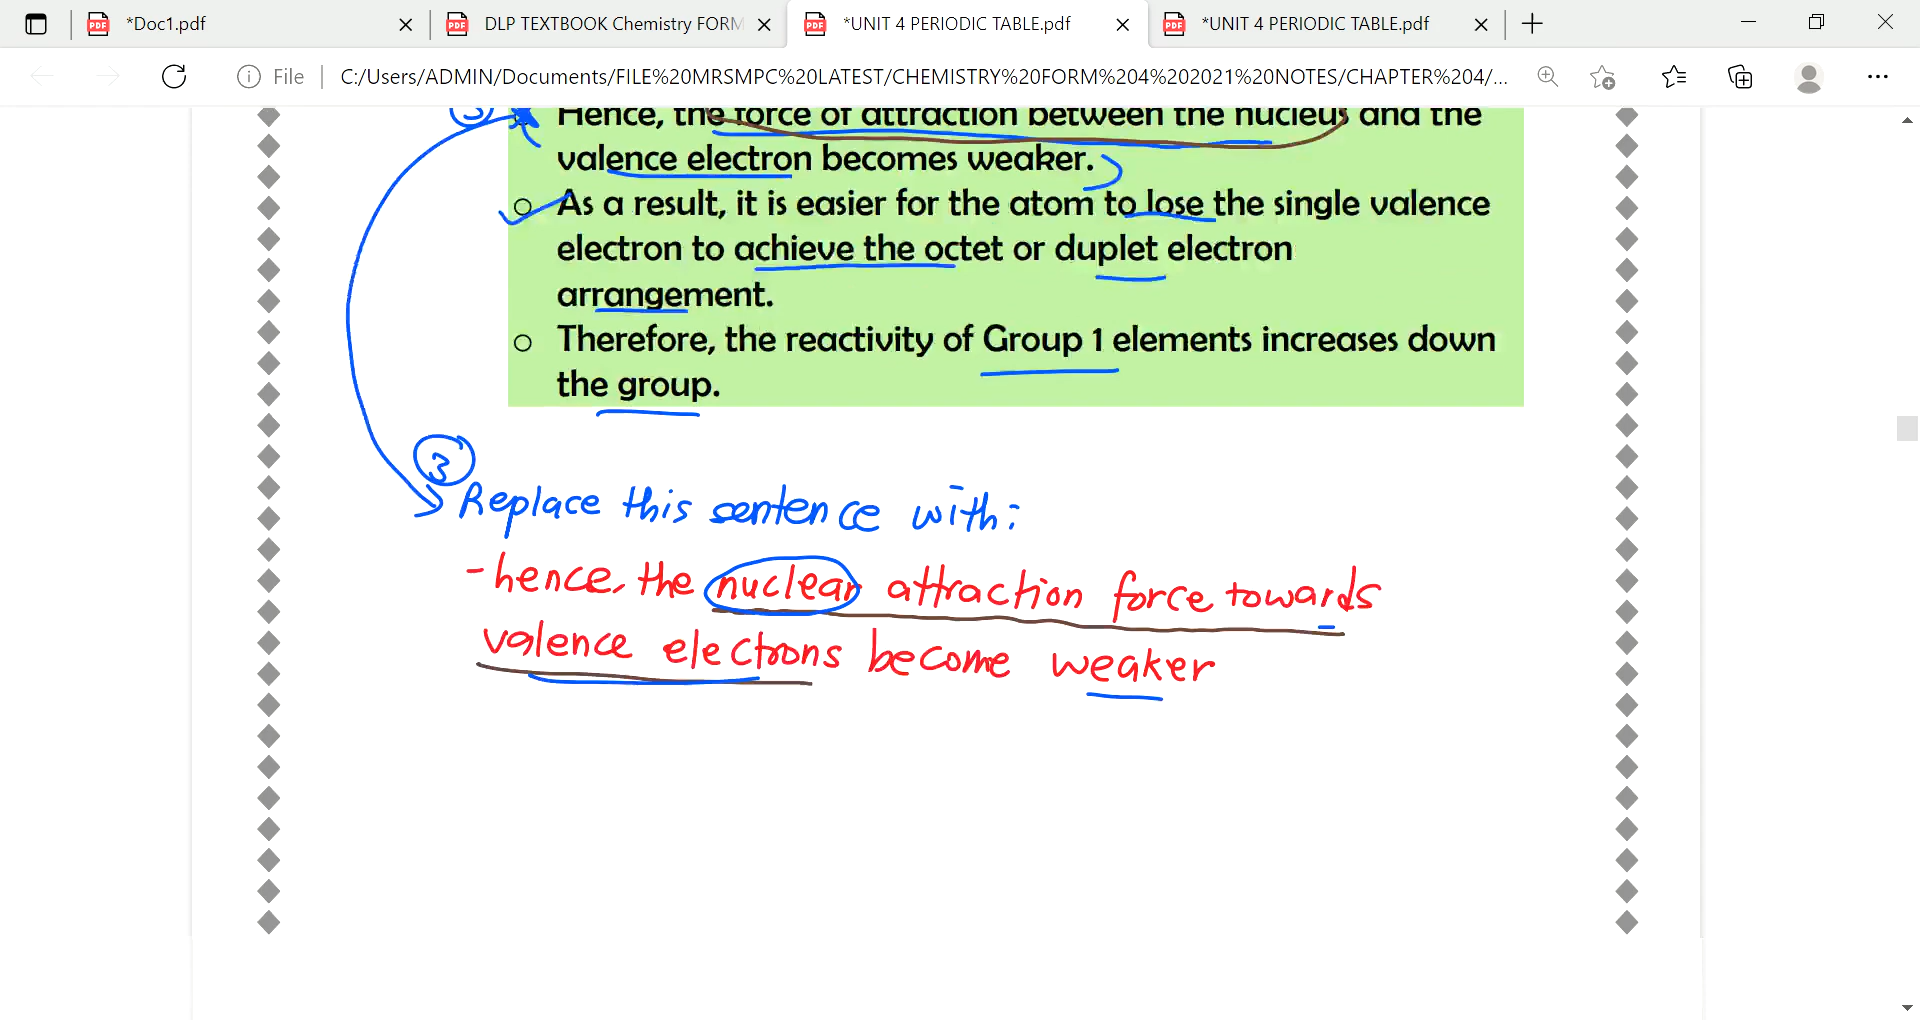 *Doc1.pdf
DLP TEXTBOOK Chemistry FORM
*UNIT 4 PERIODIC TABLE.pdf
*UNIT 4 PERIODIC TABLE.pdf
File
C:/Users/ADMIN/Documents/FILE%20MRSMPC%20LATEST/CHEMISTRY%20FORM%204%202021%20NOTES/CHAPTER%204/...
3
Hence, the force of attraction between the nucleus and the
valence electron becomes weaker.
As a result, it is easier for the atom to lose the single valence
electron to achieve the octet or duplet electron
arrangement.
Therefore, the reactivity of Group 1 elements increases down
the group.
3
Replace this sentence with:
-hence, the nuclear attraction force towards
valence electrons become weaker